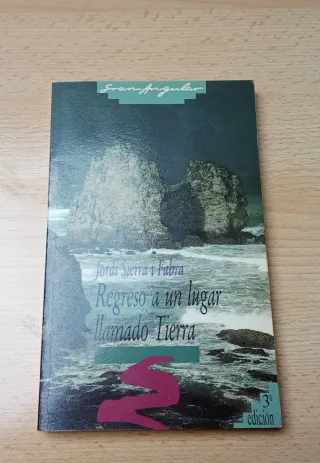 Gran Angular
Jordi Sierra i Fabra
Regreso a un lugar
llamado Tierra
3ª
edición